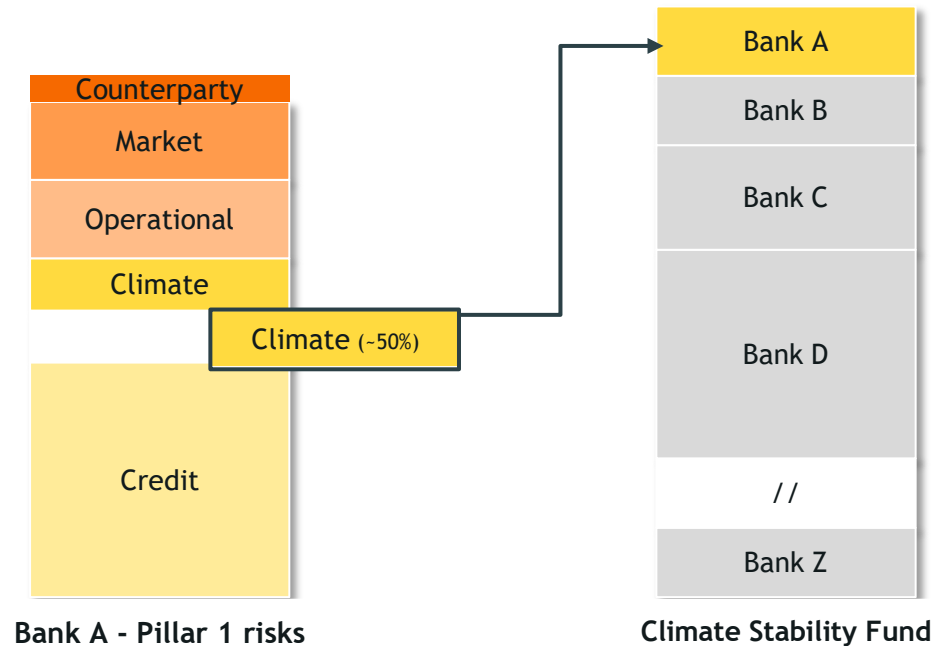 Counterparty
Market
Operational
Climate
Climate (~50%)
Credit
Bank A - Pillar 1 risks
Bank A
Bank B
Bank C
Bank D
//
Bank Z
Climate Stability Fund